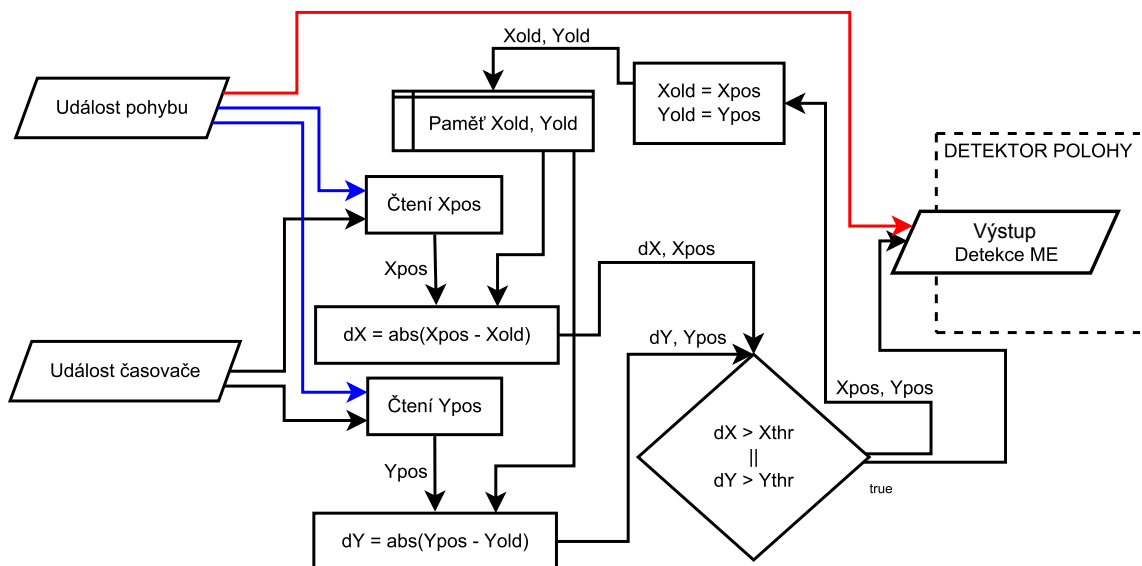 Xold, Yold
Událost pohybu
Xold = Xpos
Yold = Ypos
Paměť Xold, Yold
DETEKTOR POLOHY
Čtení Xpos
Výstup
Detekce ME
Xpos
dX, Xpos
dX = abs(Xpos - Xold)
dY, Ypos
Událost časovače
Čtení Ypos
Xpos, Ypos
dX > Xthr
||
dY > Ythr
Ypos
true
dY = abs(Ypos - Yold)